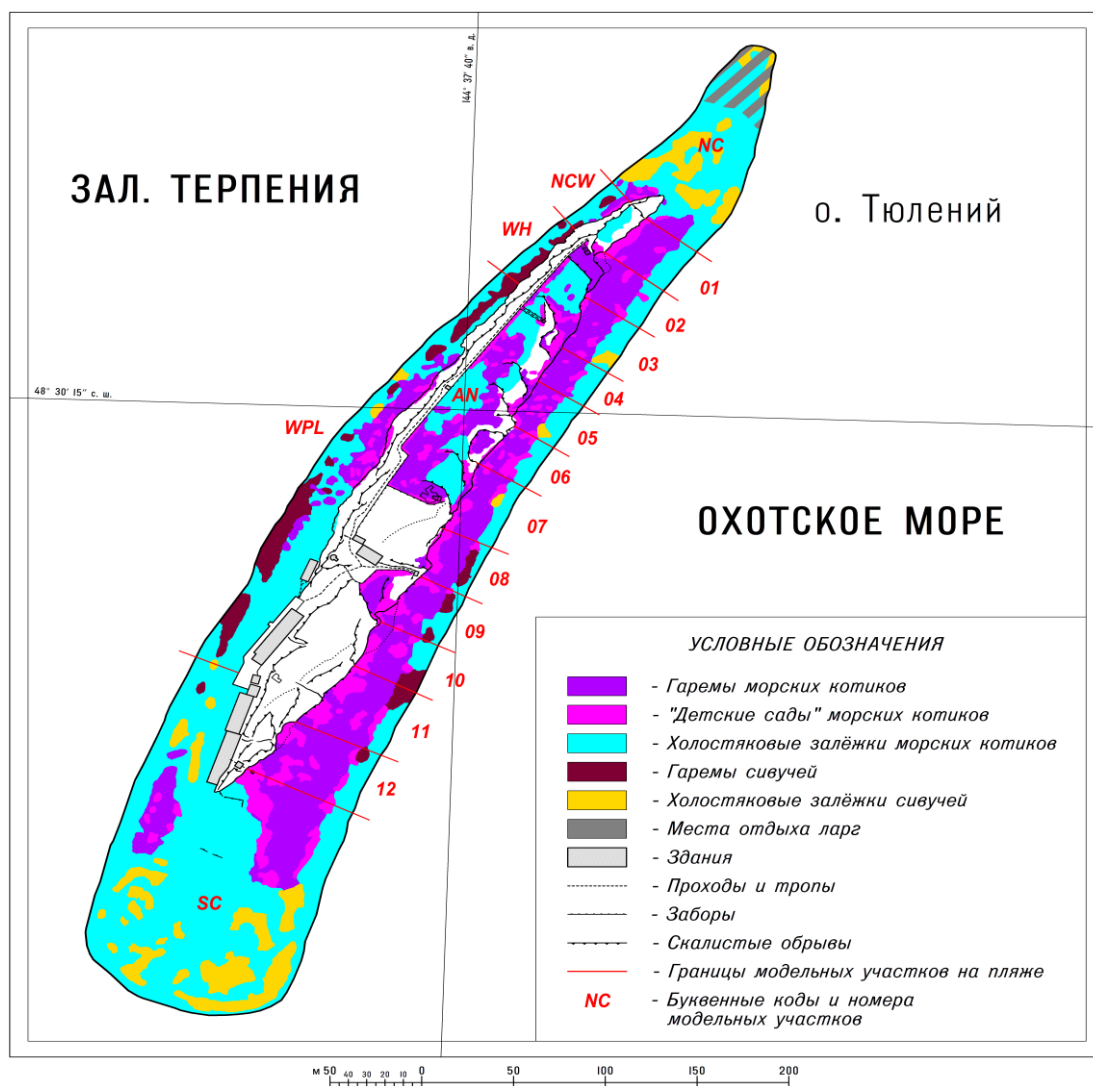 144° 37' 40" в. д.
NC
ЗАЛ. ТЕРПЕНИЯ
NCW
о. Тюлений
WH
01
02
03
48° 30' 15" с. ш.
AN
04
WPL
05
06
07
ОХОТСКОЕ МОРЕ
08
09
10
11
12
SC
УСЛОВНЫЕ ОБОЗНАЧЕНИЯ
- Гаремы морских котиков
- "Детские сады" морских котиков
- Холостяковые залёжки морских котиков
- Гаремы сивучей
- Холостяковые залёжки сивучей
- Места отдыха ларг
- Здания
- Проходы и тропы
- Заборы
- Скалистые обрывы
- Границы модельных участков на пляже
NC - Буквенные коды и номера
модельных участков
м 50 40 30 20 10 0 50 100 150 200